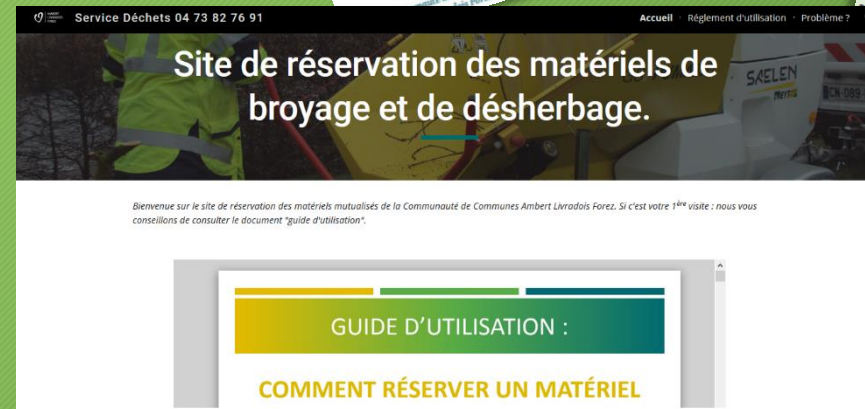 Service Déchets 04 73 82 76 91
Accueil · Réglement d'utilisation · Problème ?
Site de réservation des matériels de
broyage et de désherbage.
SAELEN
CN-089
Bienvenue sur le site de réservation des matériels mutualisés de la Communauté de Communes Ambert Livradois Forez. Si c'est votre 1ère visite : nous vous
conseillons de consulter le document "guide d'utilisation".
GUIDE D'UTILISATION :
COMMENT RÉSERVER UN MATÉRIEL